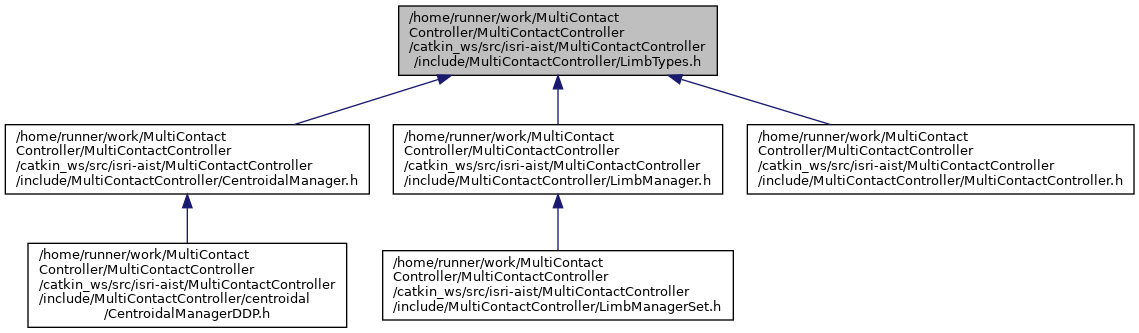 /home/runner/work/MultiContact
Controller/MultiContactController
/catkin_ws/src/isri-aist/MultiContactController
/include/MultiContactController/LimbTypes.h
/home/runner/work/MultiContact
Controller/MultiContactController
/catkin_ws/src/isri-aist/MultiContactController
/include/MultiContactController/CentroidalManager.h
/home/runner/work/MultiContact
Controller/MultiContactController
/catkin_ws/src/isri-aist/MultiContactController
/include/MultiContactController/LimbManager.h
/home/runner/work/MultiContact
Controller/MultiContactController
/catkin_ws/src/isri-aist/MultiContactController
/include/MultiContactController/MultiContactController.h
/home/runner/work/MultiContact
Controller/MultiContactController
/catkin_ws/src/isri-aist/MultiContactController
/include/MultiContactController/centroidal
/CentroidalManagerDDP.h
/home/runner/work/MultiContact
Controller/MultiContactController
/catkin_ws/src/isri-aist/MultiContactController
/include/MultiContactController/LimbManagerSet.h